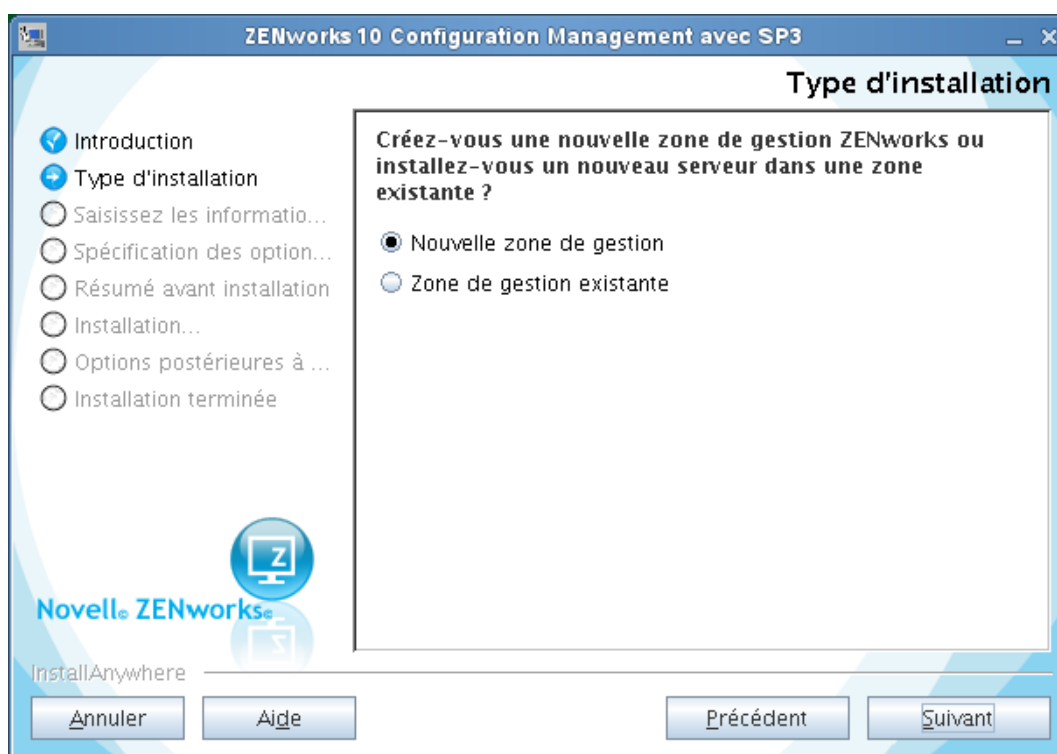 ZENworks 10 Configuration Management avec SP3
Type d'installation
Introduction
Type d'installation
Saisissez les informatio...
Spécification des option...
Résumé avant installation
Installation...
Options postérieures à ...
Installation terminée
Créez-vous une nouvelle zone de gestion ZENworks ou
installez-vous un nouveau serveur dans une zone
existante ?
Nouvelle zone de gestion
Zone de gestion existante
Z
Novell® ZENworks®
InstallAnywhere
Annuler
Aide
Précédent
Suivant